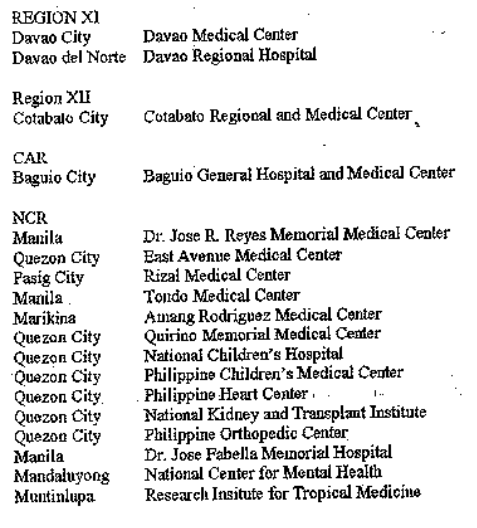 REGION XI
Davao City Davao Medical Center
Davao del Norte Davao Regional Hospital
Region XII
Cotabato City Cotabato Regional and Medical Center
CAR
Baguio City Baguio General Hospital and Medical Center
NCR
Manila Dr. Jose R. Reyes Memorial Medical Center
Quezon City East Avenue Medical Center
Pasig City Rizal Medical Center
Manila Tondo Medical Center
Marikina Amang Rodriguez Medical Center
Quezon City Quirino Memorial Medical Center
Quezon City National Children's Hospital
Quezon City Philippine Children's Medical Center
Quezon City Philippine Heart Center
Quezon City National Kidney and Transplant Institute
Quezon City Philippine Orthopedic Center
Manila Dr. Jose Fabella Memorial Hospital
Mandaluyong National Center for Mental Health
Muntinlupa Research Insitute for Tropical Medicine